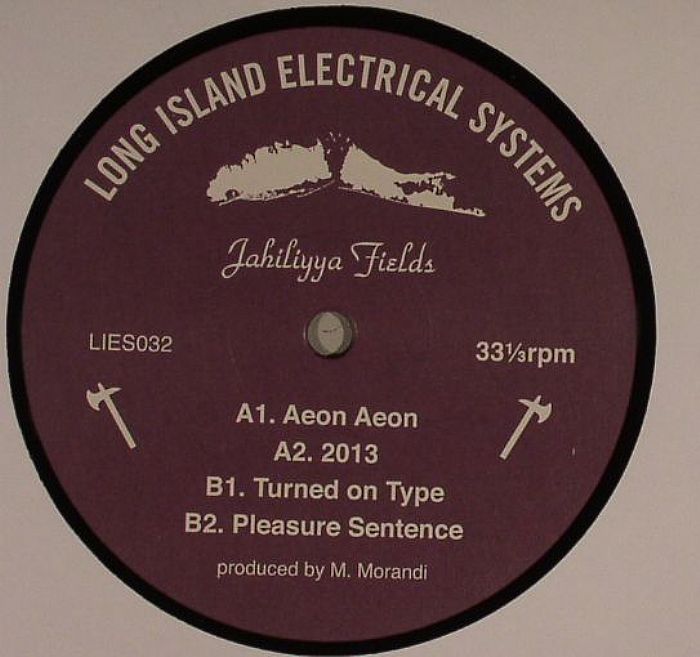 LONG ISLAND ELECTRICAL SYSTEMS
Jahiliyya Fields
LIES032
33⅓rpm
A1. Aeon Aeon
A2. 2013
B1. Turned on Type
B2. Pleasure Sentence
produced by M. Morandi